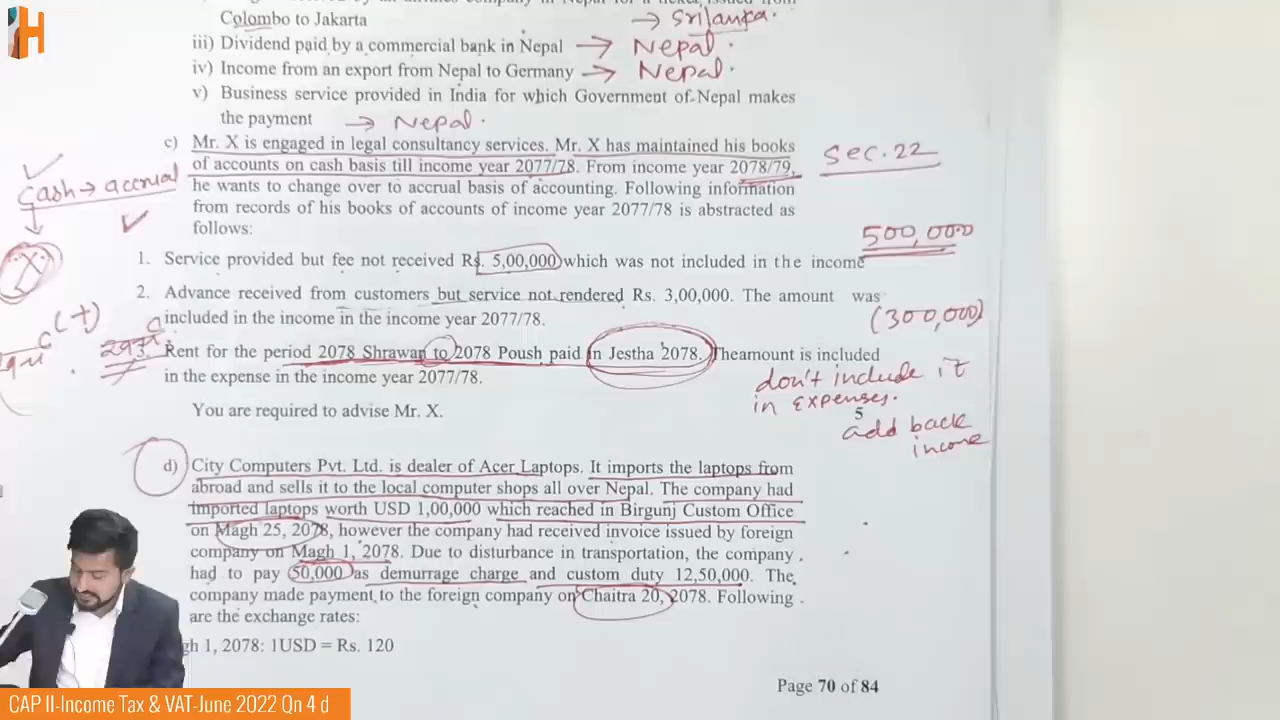 H
Colombo to Jakarta → Srilanka.
iii) Dividend paid by a commercial bank in Nepal → Nepal.
iv) Income from an export from Nepal to Germany → Nepal.
v) Business service provided in India for which Government of Nepal makes
the payment → Nepal.
c) Mr. X is engaged in legal consultancy services. Mr. X has maintained his books
of accounts on cash basis till income year 2077/78. From income year 2078/79,
sec.22
cash → accrual
he wants to change over to accrual basis of accounting. Following information
from records of his books of accounts of income year 2077/78 is abstracted as
follows:
500,000
1. Service provided but fee not received Rs. 5,00,000 which was not included in the income
2. Advance received from customers but service not rendered Rs. 3,00,000. The amount was
included in the income in the income year 2077/78.
(300,000)
(+)
Rent for the period 2078 Shrawan to 2078 Poush paid in Jestha 2078. Theamount is included
in the expense in the income year 2077/78.
don't include it
in expenses.
You are required to advise Mr. X.
5
add back
income
d) City Computers Pvt. Ltd. is dealer of Acer Laptops. It imports the laptops from
abroad and sells it to the local computer shops all over Nepal. The company had
imported laptops worth USD 1,00,000 which reached in Birgunj Custom Office
on Magh 25, 2078, however the company had received invoice issued by foreign
company on Magh 1, 2078. Due to disturbance in transportation, the company
had to pay 50,000 as demurrage charge and custom duty 12,50,000. The
company made payment to the foreign company on Chaitra 20, 2078. Following
are the exchange rates:
gh 1, 2078: 1USD = Rs. 120
Page 70 of 84
CAP II-Income Tax & VAT-June 2022 Qn 4 d